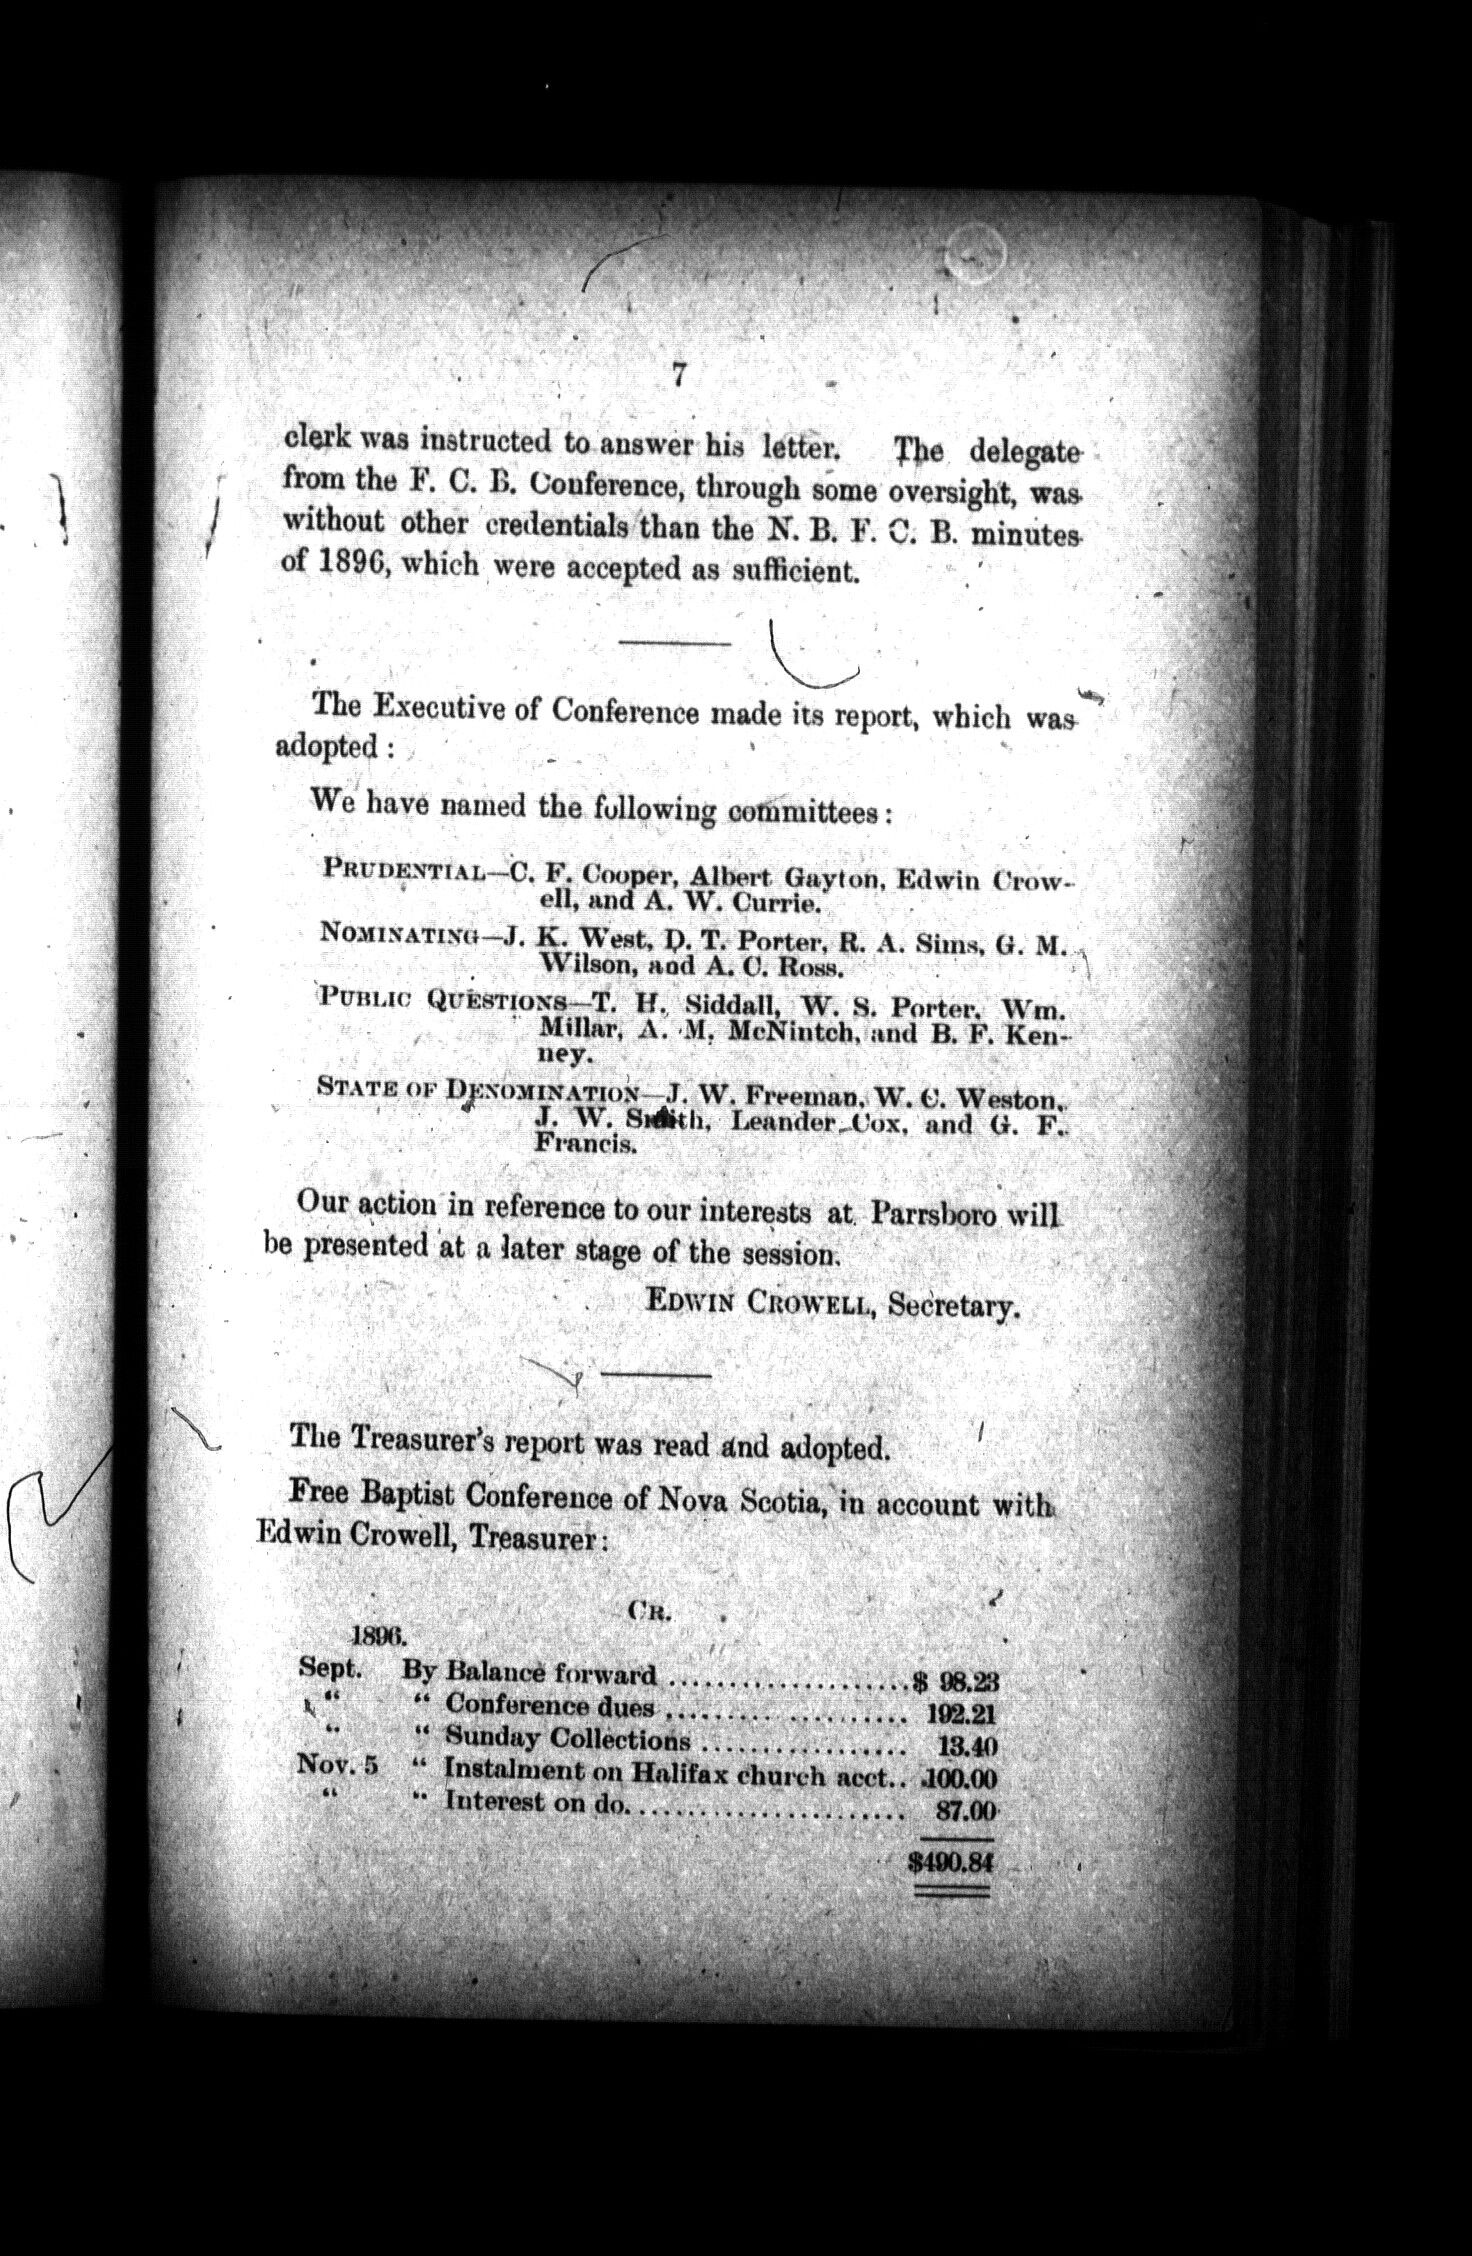 7
clerk was instructed to answer his letter. The delegate
from the F. C. B. Conference, through some oversight, was
without other credentials than the N. B. F. C. B. minutes
of 1896, which were accepted as sufficient.
The Executive of Conference made its report, which was
adopted :
We have named the following committees :
PRUDENTIAL—C. F. Cooper, Albert Gayton, Edwin Crow-
ell, and A. W. Currie.
NOMINATING—J. K. West, D. T. Porter, R. A. Sims, G. M.
Wilson, and A. C. Ross.
PUBLIC QUESTIONS—T. H. Siddall, W. S. Porter, Wm.
Millar, A. M. McNintch, and B. F. Ken-
ney.
STATE OF DENOMINATION—J. W. Freeman, W. C. Weston,
J. W. Smith, Leander Cox, and G. F.
Francis.
Our action in reference to our interests at Parrsboro will
be presented at a later stage of the session.
EDWIN CROWELL, Secretary.
The Treasurer's report was read and adopted.
Free Baptist Conference of Nova Scotia, in account with
Edwin Crowell, Treasurer :
CR.
1896.
Sept. By Balance forward ....................$ 98.23
" " Conference dues .................... 192.21
" " Sunday Collections ................. 13.40
Nov. 5 " Instalment on Halifax church acct.. 100.00
" " Interest on do....................... 87.00
$490.84